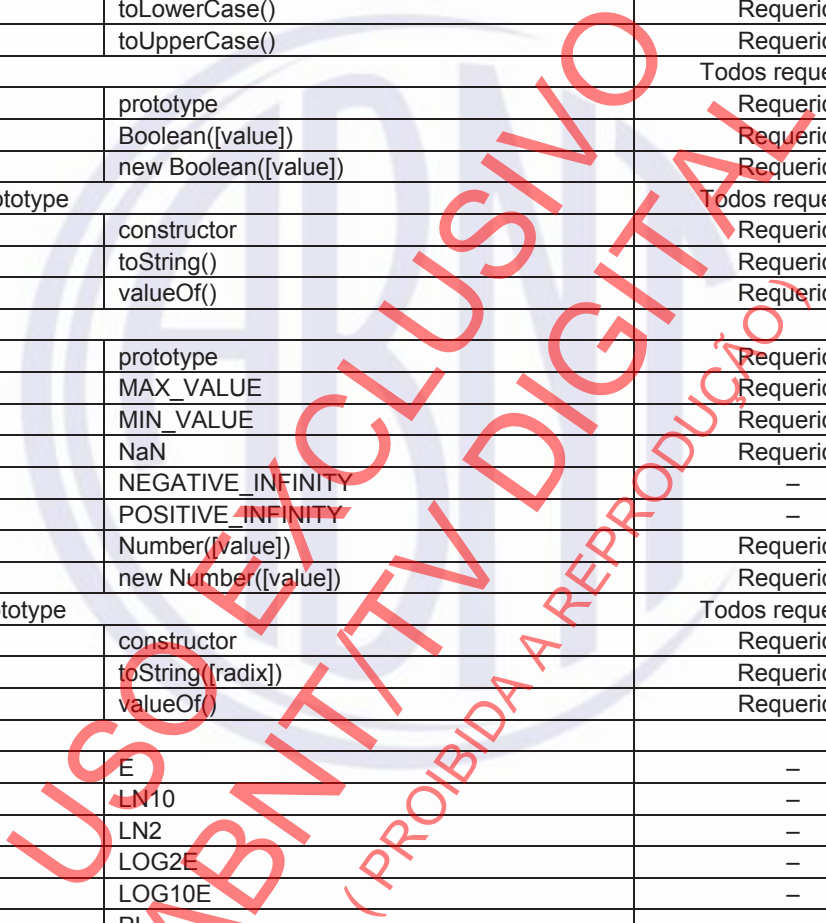 toLowerCase() Requerid
toUpperCase() Requerid
Todos reque
prototype Requerid
Boolean([value]) Requerid
new Boolean([value]) Requerid
ototype Todos reque
constructor Requerid
toString() Requerid
valueOf() Requerid
prototype Requerid
MAX_VALUE Requerid
MIN_VALUE Requerid
NaN Requerid
NEGATIVE_INFINITY –
POSITIVE_INFINITY –
Number([value]) Requerid
new Number([value]) Requerid
totype Todos reque
constructor Requerid
toString([radix]) Requerid
valueOf() Requerid
E –
LN10 –
LN2 –
LOG2E –
LOG10E –
USO EXCLUSIVO
ABNT/TV DIGITAL
( PROIBIDA A REPRODUÇÃO )
ABNT